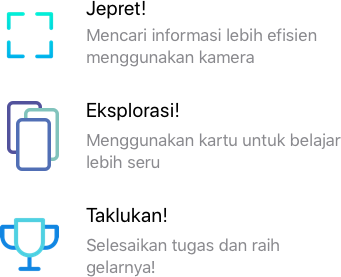 Jepret!
Mencari informasi lebih efisien
menggunakan kamera
Eksplorasi!
Menggunakan kartu untuk belajar
lebih seru
Taklukan!
Selesaikan tugas dan raih
gelarnya!